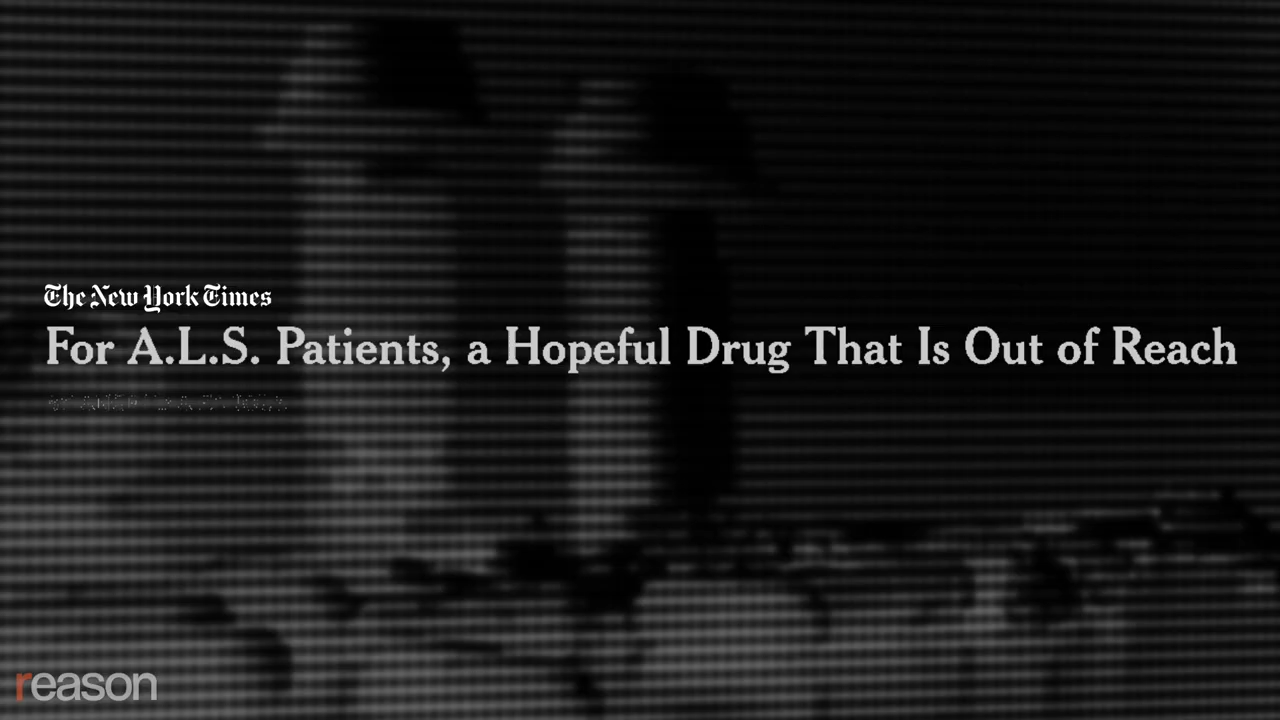 The New York Times
For A.L.S. Patients, a Hopeful Drug That Is Out of Reach
reason